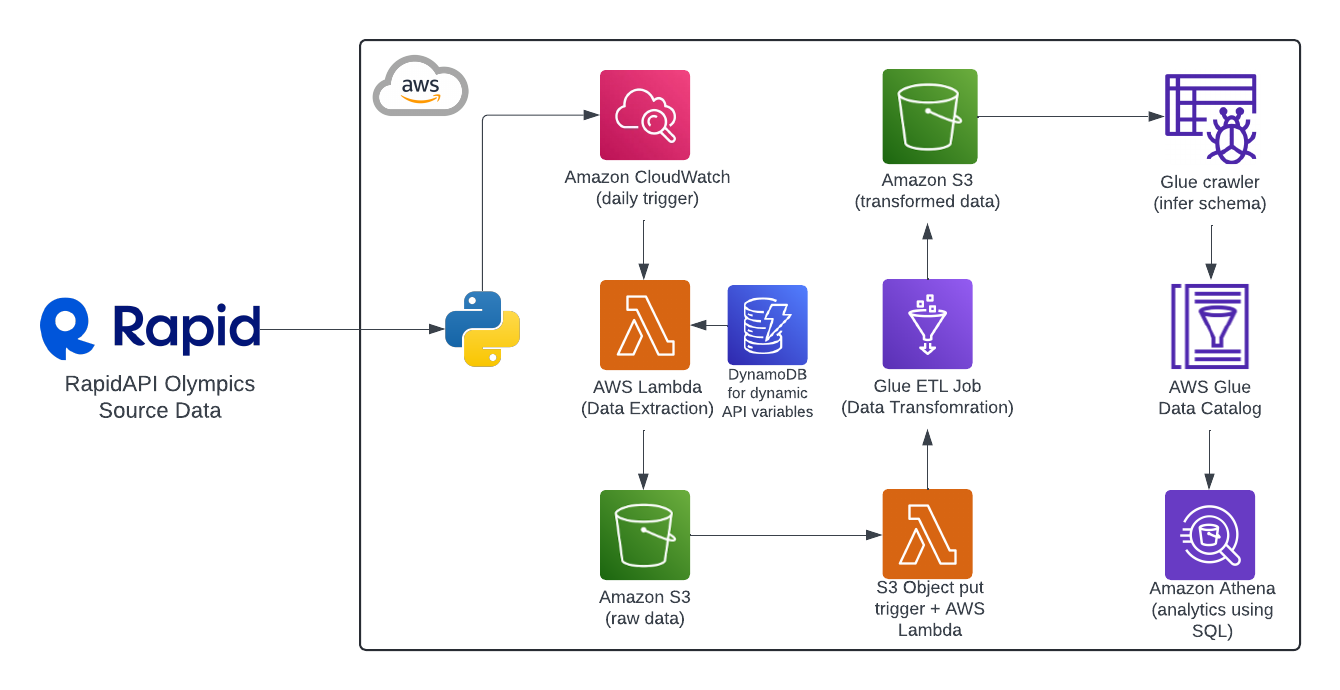 aws
Amazon CloudWatch
(daily trigger)
Amazon S3
(transformed data)
Glue crawler
(infer schema)
Rapid
RapidAPI Olympics
Source Data
AWS Lambda
(Data Extraction)
DynamoDB
for dynamic
API variables
Glue ETL Job
(Data Transfomration)
AWS Glue
Data Catalog
Amazon S3
(raw data)
S3 Object put
trigger + AWS
Lambda
Amazon Athena
(analytics using
SQL)